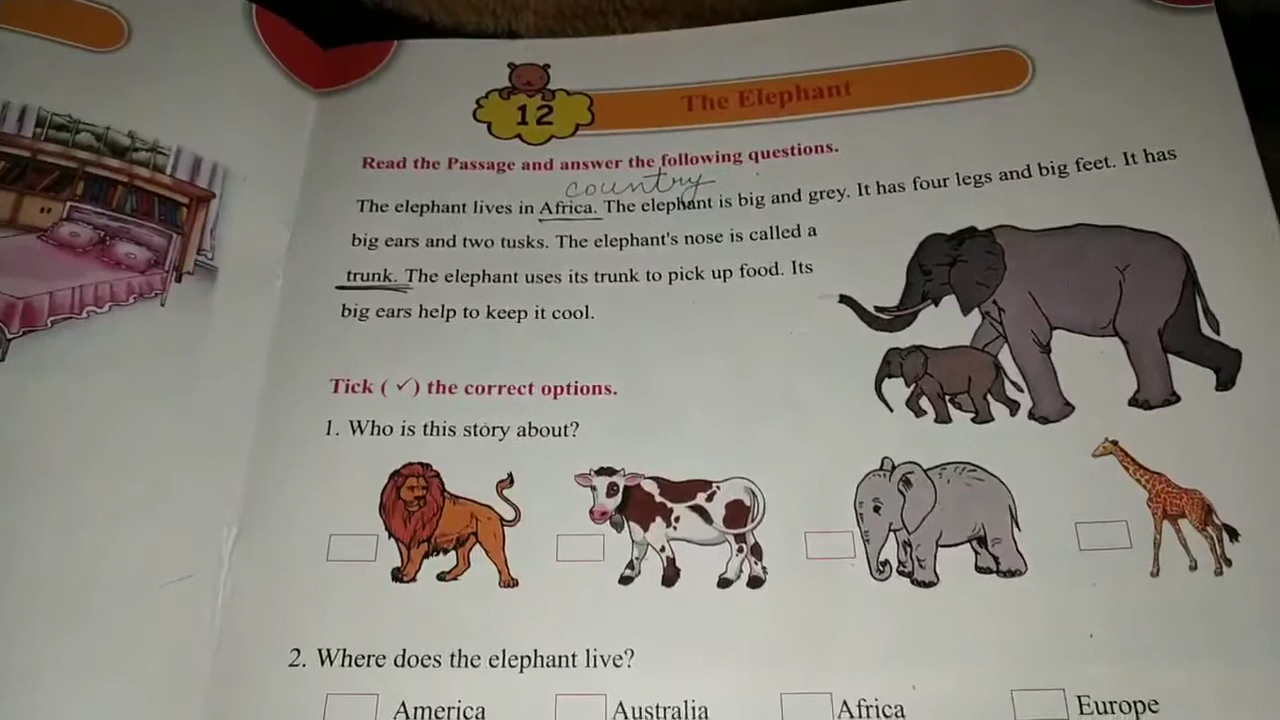 12
The Elephant
Read the Passage and answer the following questions.
country
The elephant lives in Africa. The elephant is big and grey. It has four legs and big feet. It has
big ears and two tusks. The elephant's nose is called a
trunk. The elephant uses its trunk to pick up food. Its
big ears help to keep it cool.
Tick ( ✓ ) the correct options.
1. Who is this story about?
2. Where does the elephant live?
America Australia Africa Europe